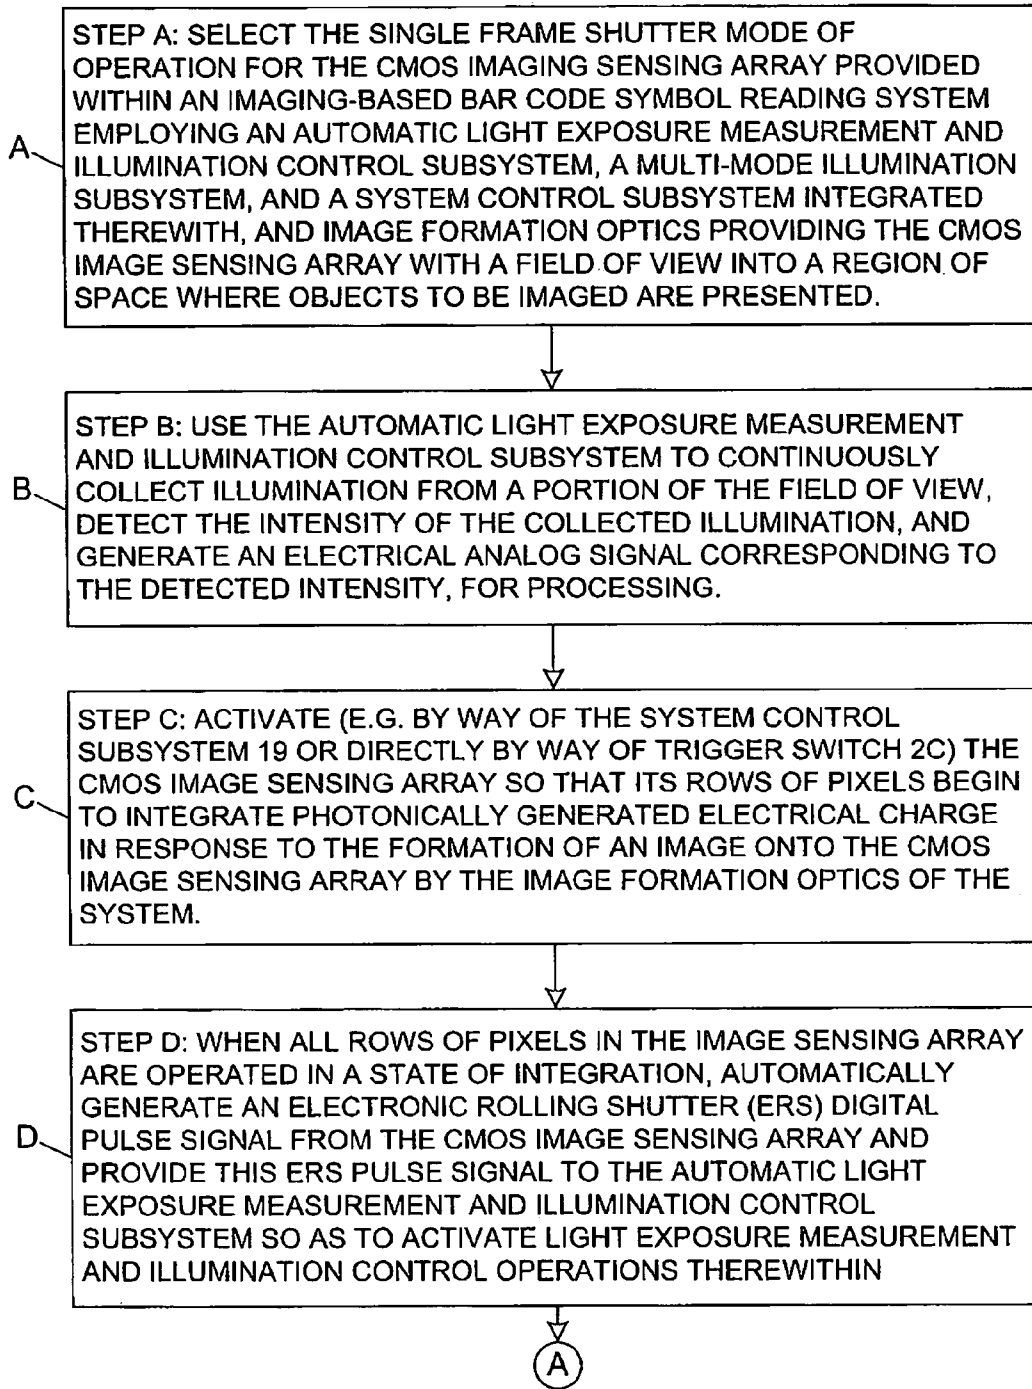 STEP A: SELECT THE SINGLE FRAME SHUTTER MODE OF
OPERATION FOR THE CMOS IMAGING SENSING ARRAY PROVIDED
WITHIN AN IMAGING-BASED BAR CODE SYMBOL READING SYSTEM
EMPLOYING AN AUTOMATIC LIGHT EXPOSURE MEASUREMENT AND
A
ILLUMINATION CONTROL SUBSYSTEM, A MULTI-MODE ILLUMINATION
SUBSYSTEM, AND A SYSTEM CONTROL SUBSYSTEM INTEGRATED
THEREWITH, AND IMAGE FORMATION OPTICS PROVIDING THE CMOS
IMAGE SENSING ARRAY WITH A FIELD OF VIEW INTO A REGION OF
SPACE WHERE OBJECTS TO BE IMAGED ARE PRESENTED.
STEP B: USE THE AUTOMATIC LIGHT EXPOSURE MEASUREMENT
AND ILLUMINATION CONTROL SUBSYSTEM TO CONTINUOUSLY
B
COLLECT ILLUMINATION FROM A PORTION OF THE FIELD OF VIEW,
DETECT THE INTENSITY OF THE COLLECTED ILLUMINATION, AND
GENERATE AN ELECTRICAL ANALOG SIGNAL CORRESPONDING TO
THE DETECTED INTENSITY, FOR PROCESSING.
STEP C: ACTIVATE (E.G. BY WAY OF THE SYSTEM CONTROL
SUBSYSTEM 19 OR DIRECTLY BY WAY OF TRIGGER SWITCH 2C) THE
CMOS IMAGE SENSING ARRAY SO THAT ITS ROWS OF PIXELS BEGIN
C
TO INTEGRATE PHOTONICALLY GENERATED ELECTRICAL CHARGE
IN RESPONSE TO THE FORMATION OF AN IMAGE ONTO THE CMOS
IMAGE SENSING ARRAY BY THE IMAGE FORMATION OPTICS OF THE
SYSTEM.
STEP D: WHEN ALL ROWS OF PIXELS IN THE IMAGE SENSING ARRAY
ARE OPERATED IN A STATE OF INTEGRATION, AUTOMATICALLY
GENERATE AN ELECTRONIC ROLLING SHUTTER (ERS) DIGITAL
D
PULSE SIGNAL FROM THE CMOS IMAGE SENSING ARRAY AND
PROVIDE THIS ERS PULSE SIGNAL TO THE AUTOMATIC LIGHT
EXPOSURE MEASUREMENT AND ILLUMINATION CONTROL
SUBSYSTEM SO AS TO ACTIVATE LIGHT EXPOSURE MEASUREMENT
AND ILLUMINATION CONTROL OPERATIONS THEREWITHIN
A